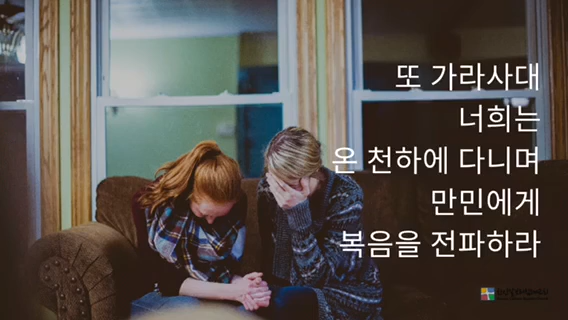 또 가라사대
너희는
온 천하에 다니며
만민에게
복음을 전파하라